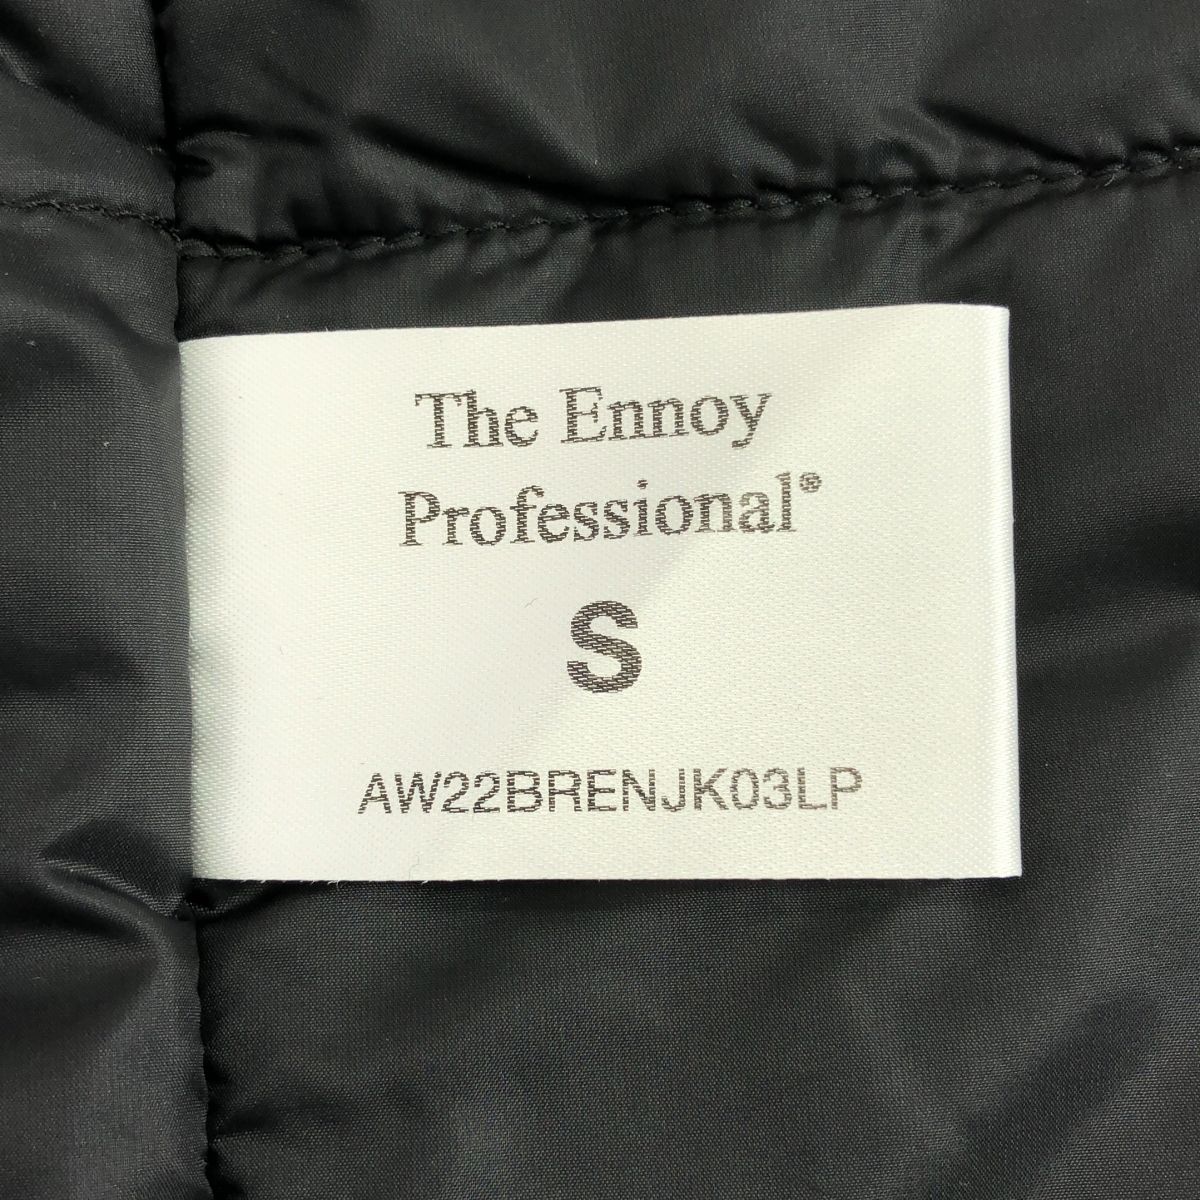 The Ennoy
Professional®
S
AW22BRENJK03LP